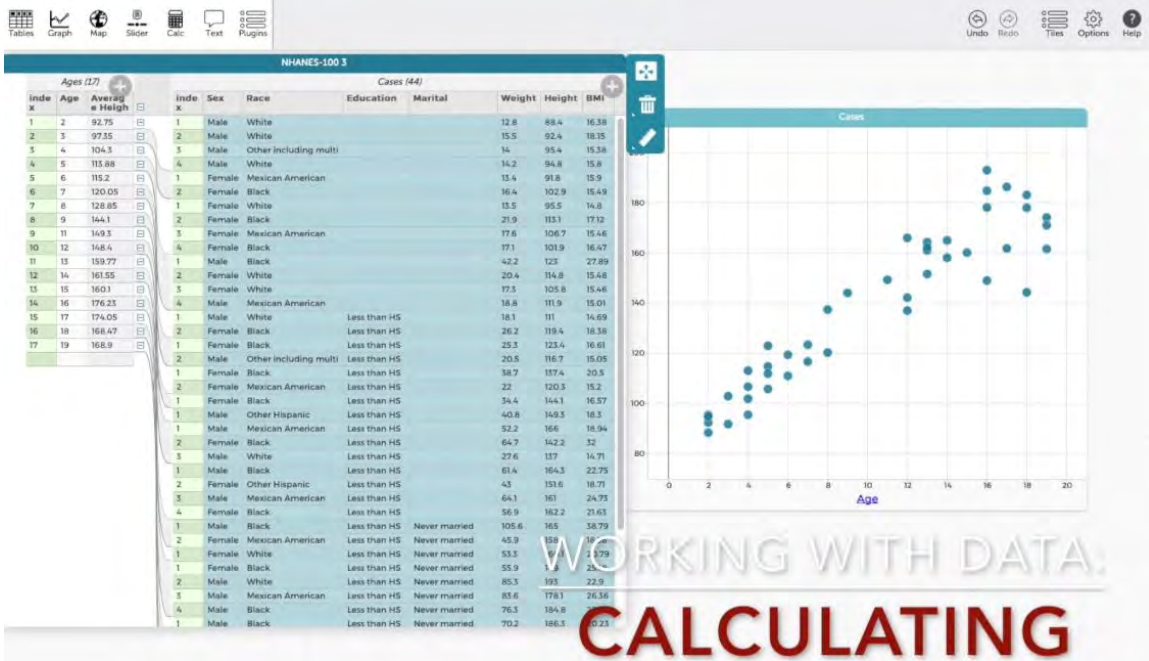 Tables Graph Map Slider Calc Text Plugins Undo Redo Tiles Options Help
NHANES-100 3
Ages (17) Cases (44)
inde x Age Averag e Heigh inde x Sex Race Education Marital Weight Height BMI
1 2 92.75 1 Male White 12.8 88.4 16.38
2 3 97.35 2 Male White 15.5 92.4 18.15
3 4 104.3 3 Male Other including multi 14 95.4 15.38
4 5 113.88 4 Male White 14.2 94.8 15.8
5 6 115.2 1 Female Mexican American 13.4 91.8 15.9
6 7 120.05 2 Female Black 16.4 102.9 15.49
7 8 128.85 1 Female White 13.5 95.5 14.8
8 9 144.1 2 Female Black 21.9 113.1 17.12
9 11 149.3 3 Female Mexican American 17.6 106.7 15.46
10 12 148.4 4 Female Black 17.1 101.9 16.47
11 13 159.77 1 Male Black 42.2 123 27.89
12 14 161.55 2 Female White 20.4 114.8 15.48
13 15 160.1 3 Female White 17.3 105.8 15.46
14 16 176.23 4 Male Mexican American 18.8 111.9 15.01
15 17 174.05 1 Male White Less than HS 18.1 111 14.69
16 18 168.47 2 Female Black Less than HS 26.2 119.4 18.38
17 19 168.9 1 Female Black Less than HS 25.3 123.4 16.61
2 Male Other including multi Less than HS 20.5 116.7 15.05
1 Female Black Less than HS 38.7 137.4 20.5
2 Female Mexican American Less than HS 22 120.3 15.2
1 Female Black Less than HS 34.4 144.1 16.57
1 Male Other Hispanic Less than HS 40.8 149.3 18.3
1 Male Mexican American Less than HS 52.2 166 18.94
2 Female Black Less than HS 64.7 142.2 32
3 Male White Less than HS 27.6 137 14.71
1 Male Black Less than HS 61.4 164.3 22.75
2 Female Other Hispanic Less than HS 43 151.6 18.71
3 Male Mexican American Less than HS 64.1 161 24.73
4 Female Black Less than HS 56.9 162.2 21.63
1 Male Black Less than HS Never married 105.6 165 38.79
2 Female Mexican American Less than HS Never married 45.9
1 Female White Less than HS Never married 53.3
1 Female Black Less than HS Never married 55.9
2 Male White Less than HS Never married 85.3 193 22.9
3 Male Mexican American Less than HS Never married 83.6 178.1 26.36
4 Male Black Less than HS Never married 76.3 184.8
1 Male Black Less than HS Never married 70.2 186.3 20.23
Cases
180
160
140
120
100
80
0 2 4 6 8 10 12 14 16 18 20
Age
WORKING WITH DATA:
CALCULATING